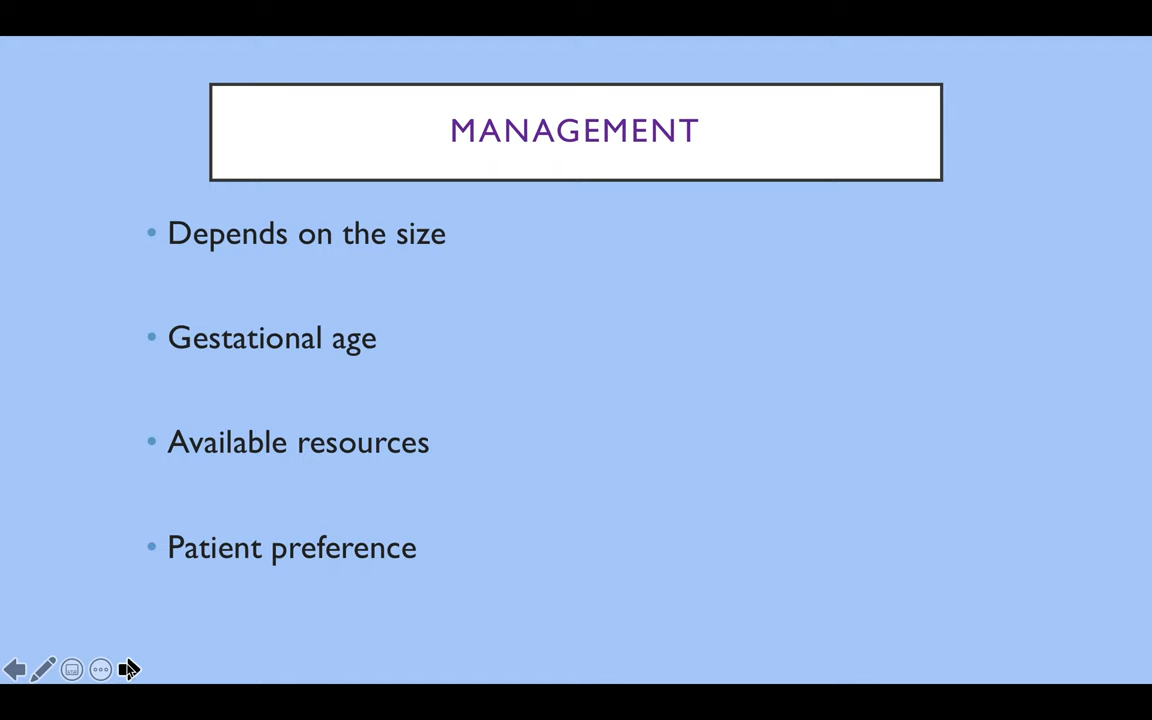 MANAGEMENT
• Depends on the size
• Gestational age
• Available resources
• Patient preference